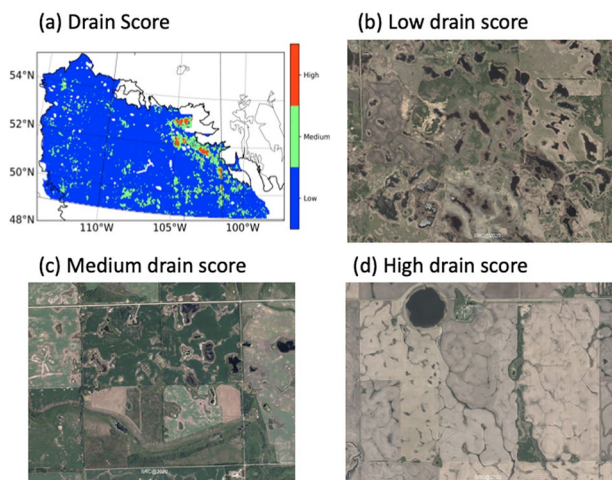 (a) Drain Score
(b) Low drain score
55°N
52°N
50°N
48°N
110°W
105°W
100°W
High
Medium
Low
(c) Medium drain score
(d) High drain score